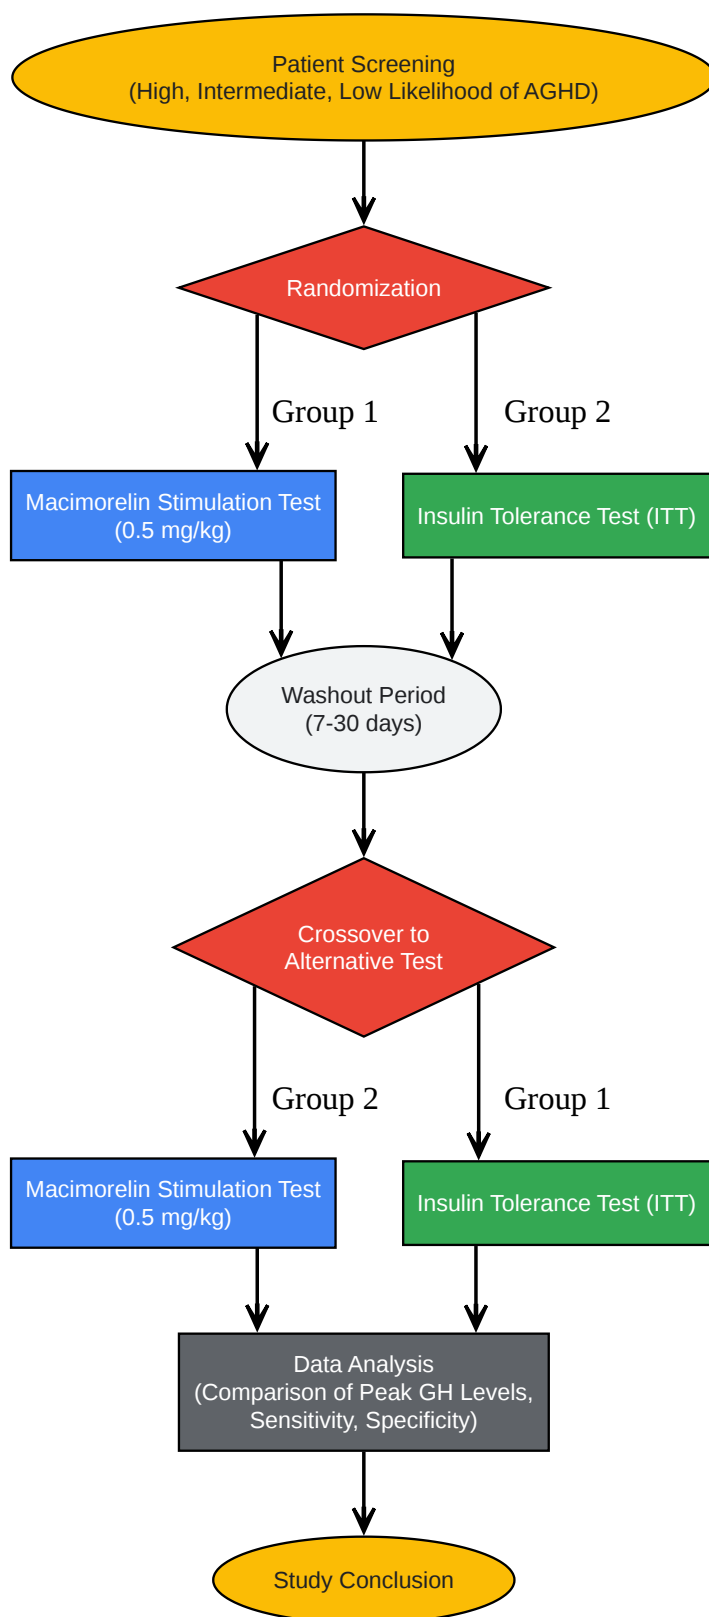 Patient Screening
(High, Intermediate, Low Likelihood of AGHD)
Randomization
Group 1
Group 2
Macimorelin Stimulation Test
(0.5 mg/kg)
Insulin Tolerance Test (ITT)
Washout Period
(7-30 days)
Crossover to
Alternative Test
Group 2
Group 1
Macimorelin Stimulation Test
(0.5 mg/kg)
Insulin Tolerance Test (ITT)
Data Analysis
(Comparison of Peak GH Levels,
Sensitivity, Specificity)
Study Conclusion